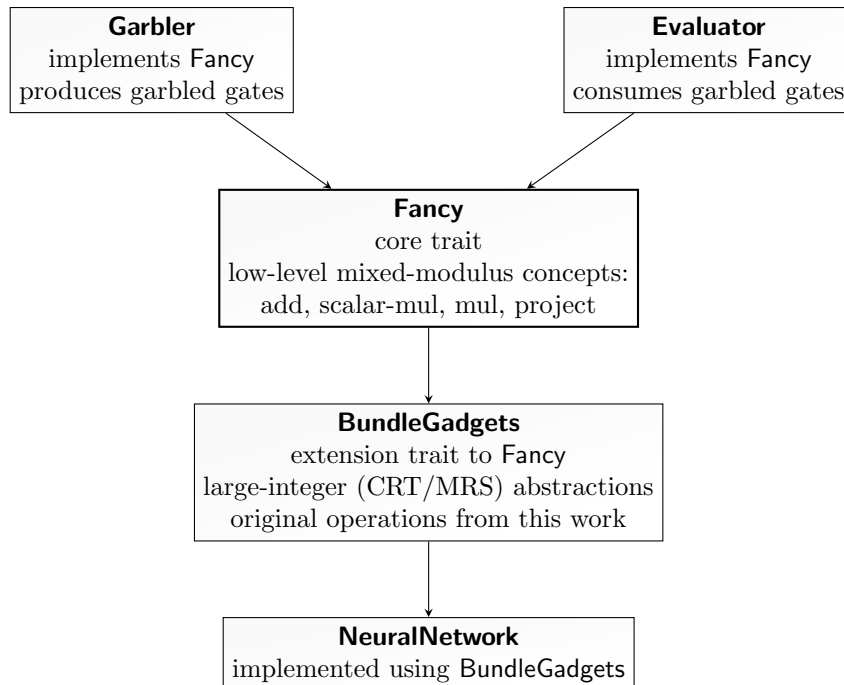 Garbler
implements Fancy
produces garbled gates
Evaluator
implements Fancy
consumes garbled gates
Fancy
core trait
low-level mixed-modulus concepts:
add, scalar-mul, mul, project
BundleGadgets
extension trait to Fancy
large-integer (CRT/MRS) abstractions
original operations from this work
NeuralNetwork
implemented using BundleGadgets